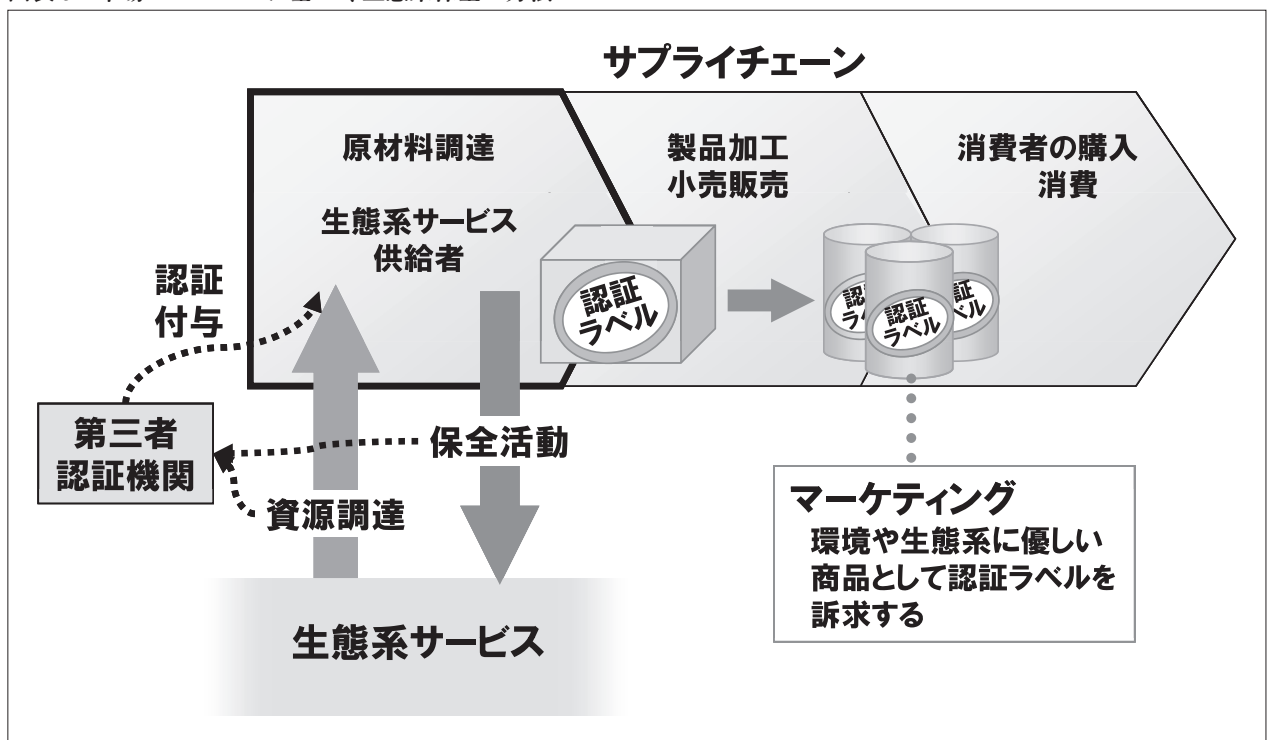 サプライチェーン
原材料調達
生態系サービス
供給者
製品加工
小売販売
消費者の購入
消費
認証
付与
認証
ラベル
認証
ラベル
第三者
認証機関
保全活動
資源調達
生態系サービス
マーケティング
環境や生態系に優しい
商品として認証ラベルを
訴求する